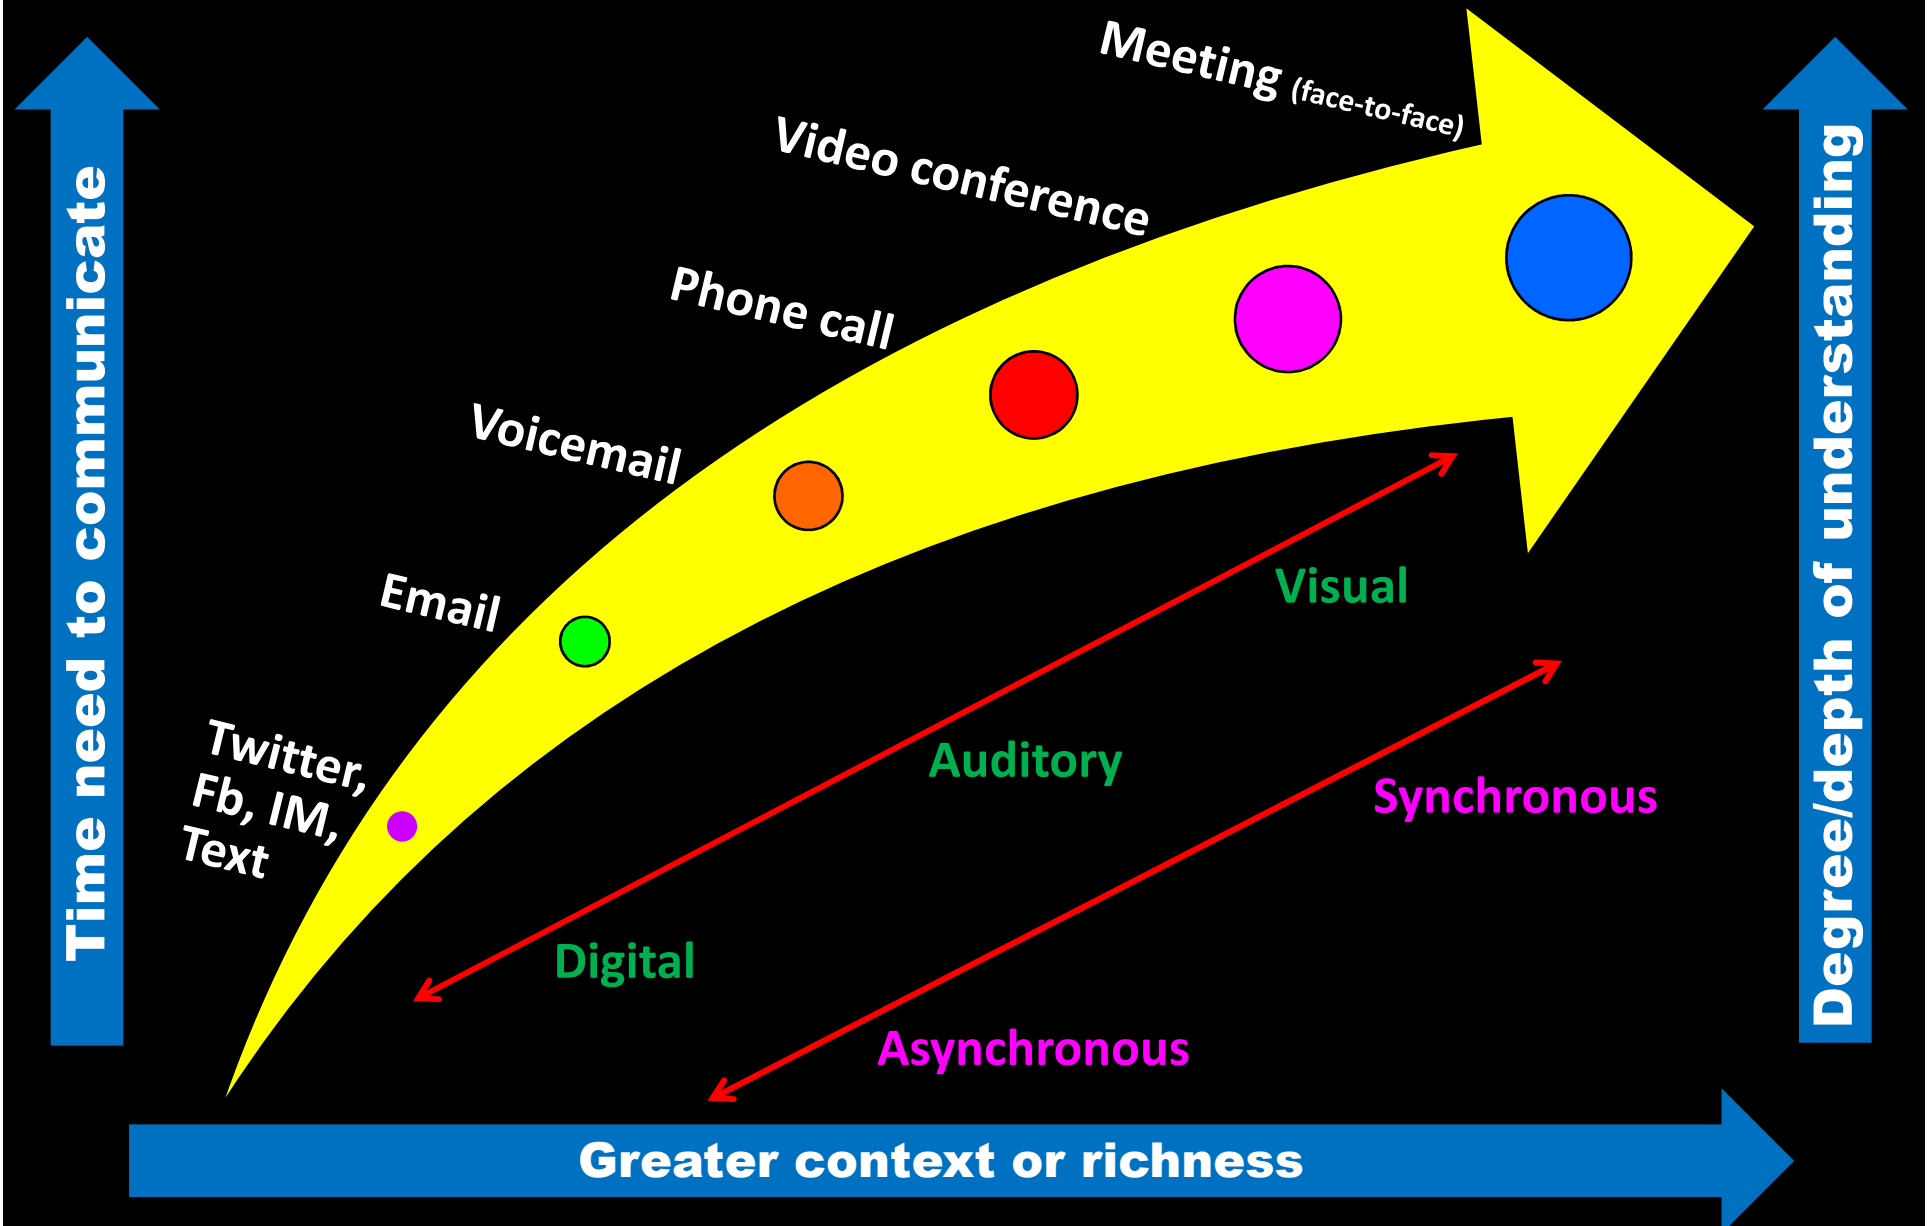 Time need to communicate
Meeting (face-to-face)
Video conference
Phone call
Voicemail
Email
Twitter,
Fb, IM,
Text
Visual
Auditory
Digital
Synchronous
Asynchronous
Degree/depth of understanding
Greater context or richness